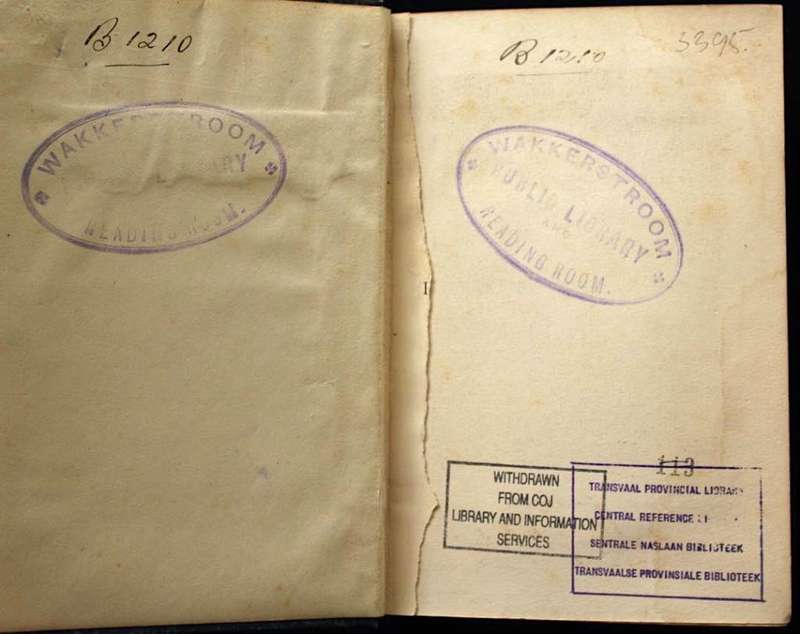 B 1210
WAKKERSTROOM
LIBRARY
READING ROOM.
B 1210
3395.
WAKKERSTROOM
PUBLIC LIBRARY
AND
READING ROOM.
I
113
WITHDRAWN
FROM COJ
LIBRARY AND INFORMATION
SERVICES
TRANSVAAL PROVINCIAL LIBRARY
CENTRAL REFERENCE
SENTRALE NASLAAN BIBLIOTEEK
TRANSVAALSE PROVINSIALE BIBLIOTEEK